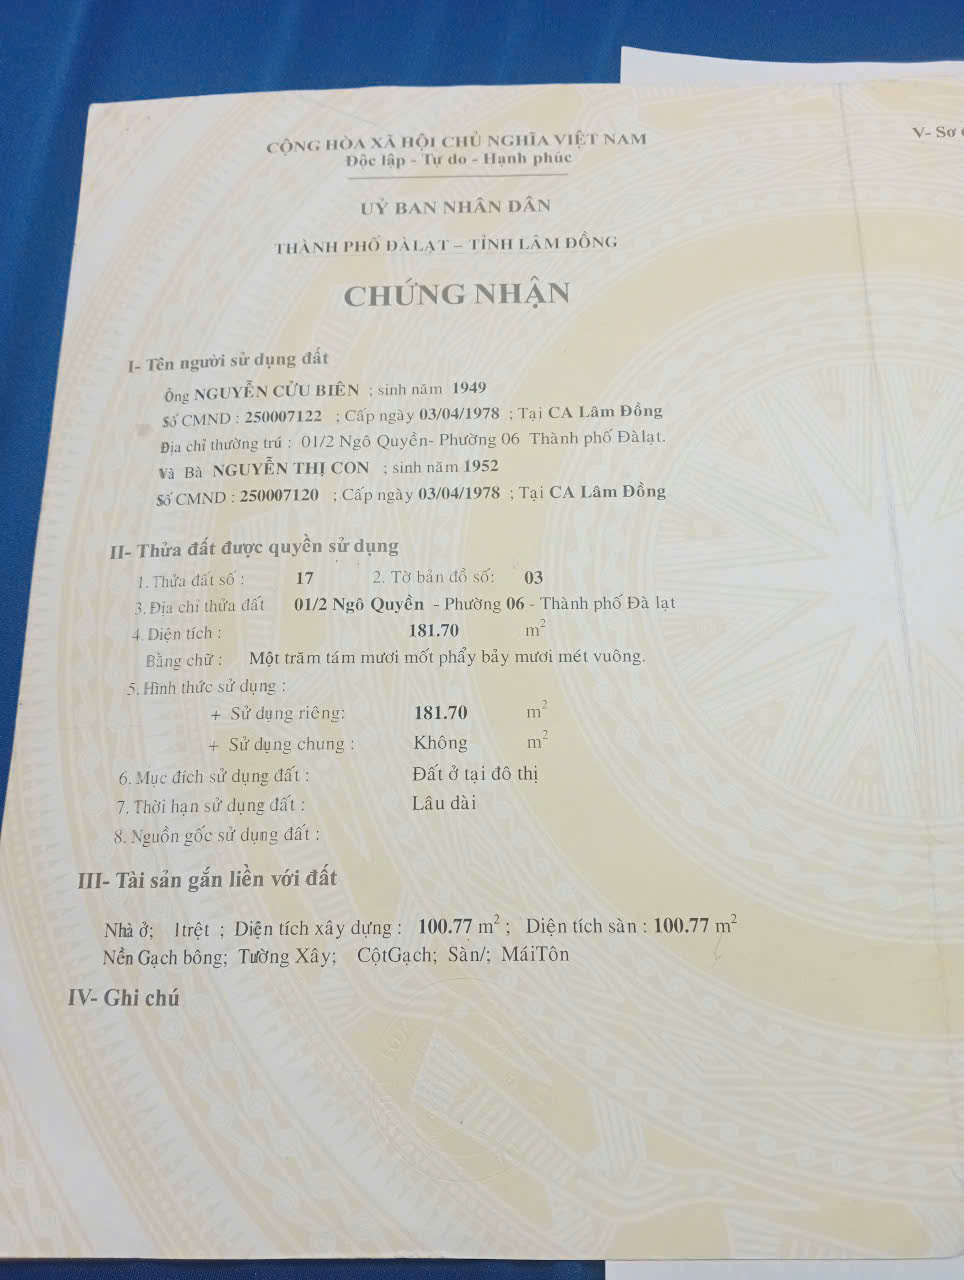 CỘNG HÒA XÃ HỘI CHỦ NGHĨA VIỆT NAM
Độc lập - Tự do - Hạnh phúc
UỶ BAN NHÂN DÂN
THÀNH PHỐ ĐÀLẠT – TỈNH LÂM ĐỒNG
CHỨNG NHẬN
I- Tên người sử dụng đất
Ông NGUYỄN CỬU BIÊN ; sinh năm 1949
Số CMND : 250007122 ; Cấp ngày 03/04/1978 ; Tại CA Lâm Đồng
Địa chỉ thường trú : 01/2 Ngô Quyền- Phường 06 Thành phố Đàlạt.
Và Bà NGUYỄN THỊ CON ; sinh năm 1952
Số CMND : 250007120 ; Cấp ngày 03/04/1978 ; Tại CA Lâm Đồng
II- Thửa đất được quyền sử dụng
1. Thửa đất số : 17 2. Tờ bản đồ số: 03
3. Địa chỉ thửa đất 01/2 Ngô Quyền - Phường 06 - Thành phố Đà lạt
4. Diện tích : 181.70 m²
Bằng chữ : Một trăm tám mươi mốt phẩy bảy mươi mét vuông.
5. Hình thức sử dụng :
+ Sử dụng riêng: 181.70 m²
+ Sử dụng chung : Không m²
6. Mục đích sử dụng đất : Đất ở tại đô thị
7. Thời hạn sử dụng đất : Lâu dài
8. Nguồn gốc sử dụng đất :
III- Tài sản gắn liền với đất
Nhà ở; 1trệt ; Diện tích xây dựng : 100.77 m² ; Diện tích sàn : 100.77 m²
Nền Gạch bông; Tường Xây; CộtGạch; Sàn/; MáiTôn
IV- Ghi chú
V- Sơ